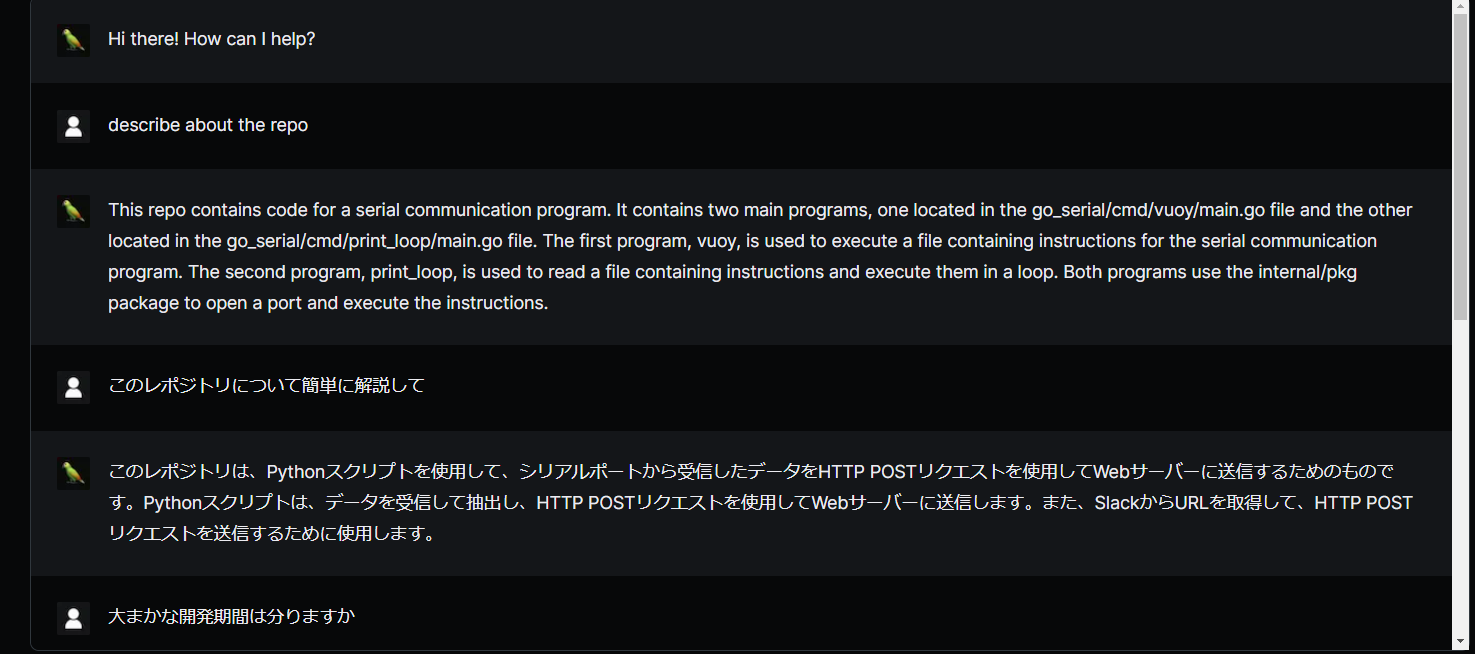 Hi there! How can I help?
describe about the repo
This repo contains code for a serial communication program. It contains two main programs, one located in the go_serial/cmd/vuoy/main.go file and the other
located in the go_serial/cmd/print_loop/main.go file. The first program, vuoy, is used to execute a file containing instructions for the serial communication
program. The second program, print_loop, is used to read a file containing instructions and execute them in a loop. Both programs use the internal/pkg
package to open a port and execute the instructions.
このレポジトリについて簡単に解説して
このレポジトリは、Pythonスクリプトを使用して、シリアルポートから受信したデータをHTTP POSTリクエストを使用してWebサーバーに送信するためのもので
す。Pythonスクリプトは、データを受信して抽出し、HTTP POSTリクエストを使用してWebサーバーに送信します。また、SlackからURLを取得して、HTTP POST
リクエストを送信するために使用します。
大まかな開発期間は分りますか